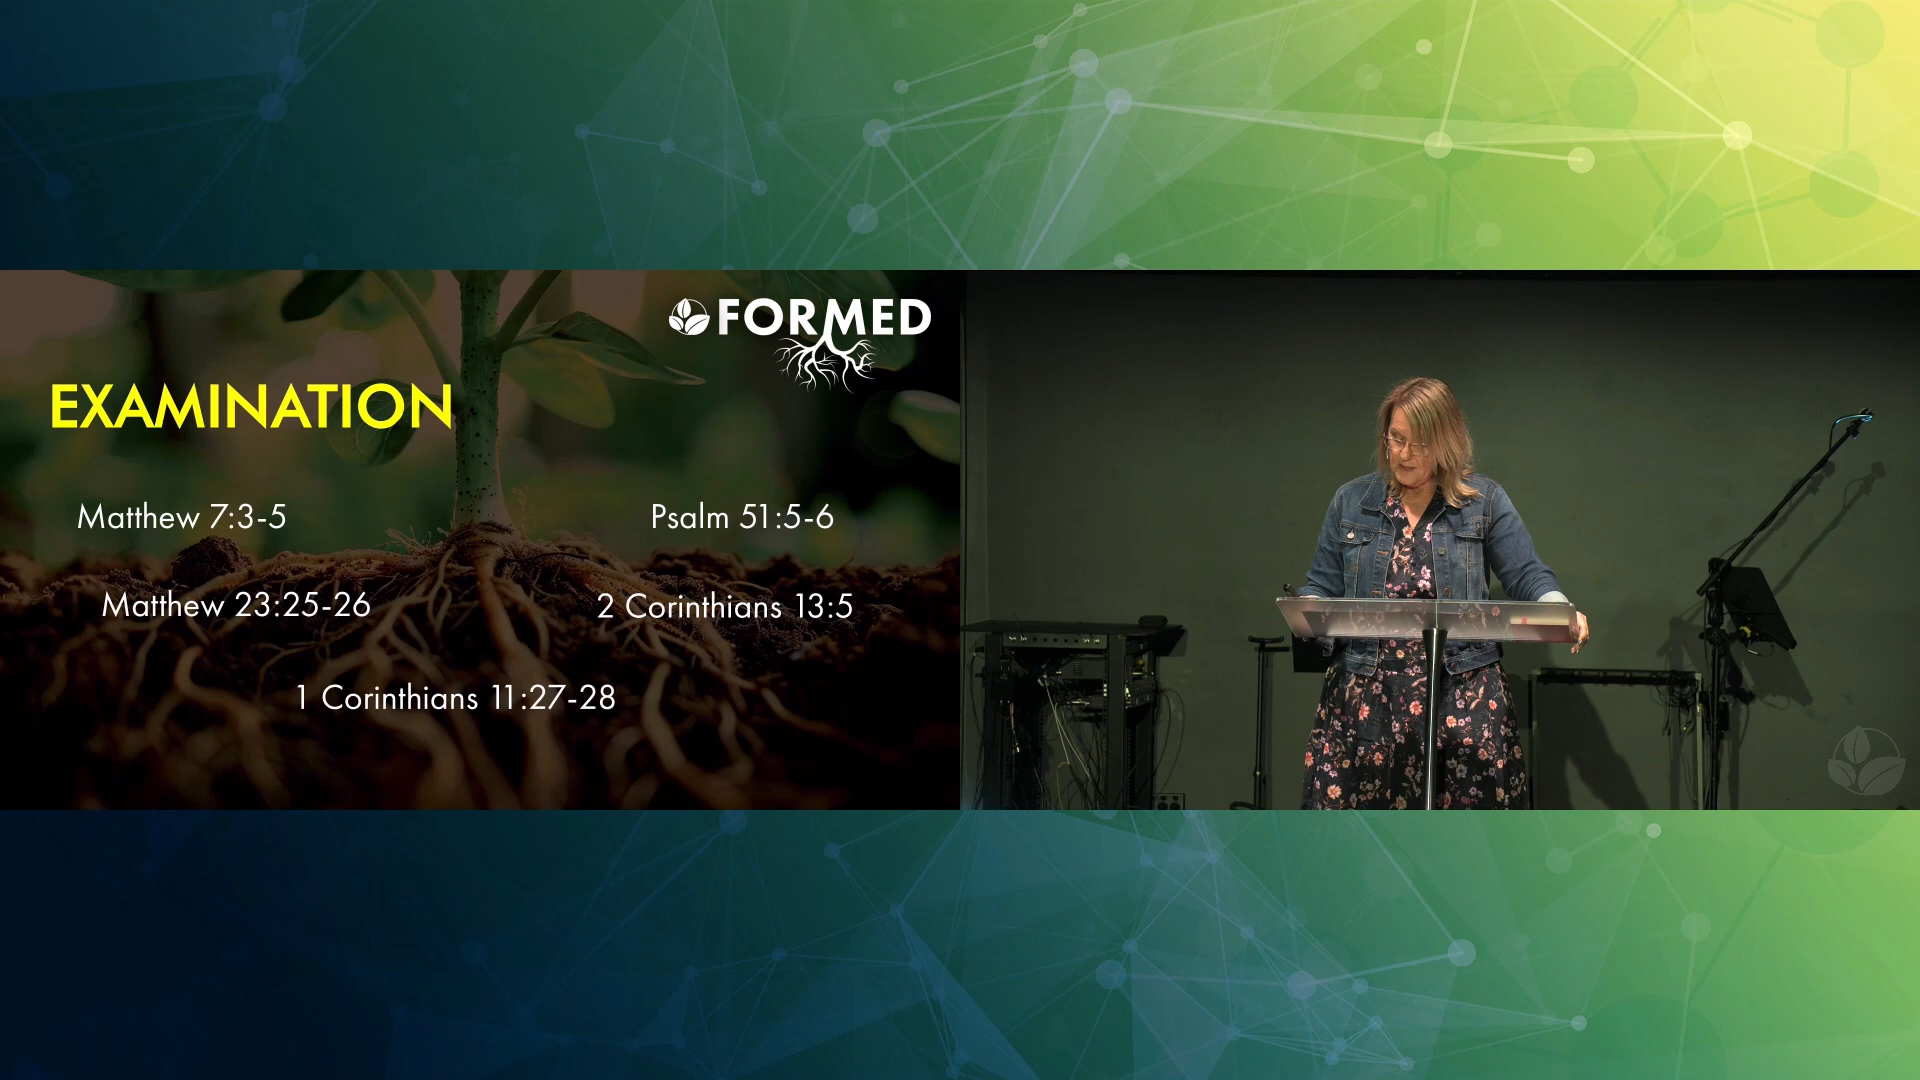 FORMED
EXAMINATION
Matthew 7:3-5
Psalm 51:5-6
Matthew 23:25-26
2 Corinthians 13:5
1 Corinthians 11:27-28